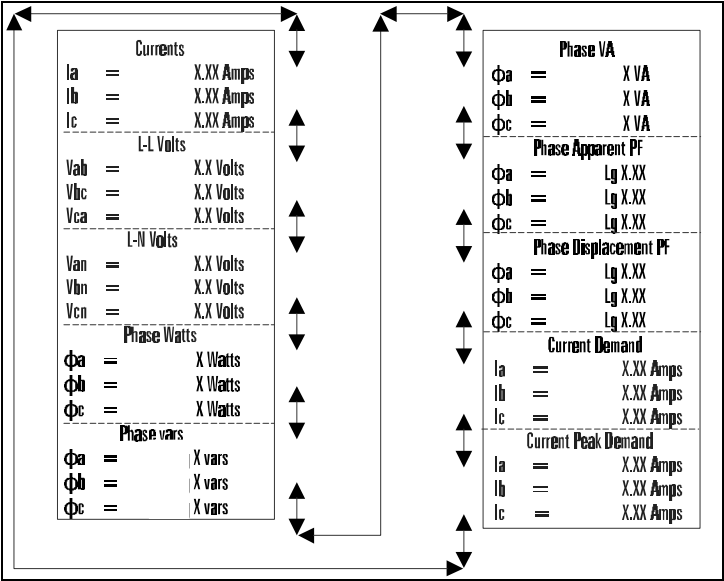 Currents
Ia = X.XX Amps
Ib = X.XX Amps
Ic = X.XX Amps
L-L Volts
Vab = X.X Volts
Vbc = X.X Volts
Vca = X.X Volts
L-N Volts
Van = X.X Volts
Vbn = X.X Volts
Vcn = X.X Volts
Phase Watts
ϕa = X Watts
ϕb = X Watts
ϕc = X Watts
Phase vars
ϕa = X vars
ϕb = X vars
ϕc = X vars
Phase VA
ϕa = X VA
ϕb = X VA
ϕc = X VA
Phase Apparent PF
ϕa = Lg X.XX
ϕb = Lg X.XX
ϕc = Lg X.XX
Phase Displacement PF
ϕa = Lg X.XX
ϕb = Lg X.XX
ϕc = Lg X.XX
Current Demand
Ia = X.XX Amps
Ib = X.XX Amps
Ic = X.XX Amps
Current Peak Demand
Ia = X.XX Amps
Ib = X.XX Amps
Ic = X.XX Amps